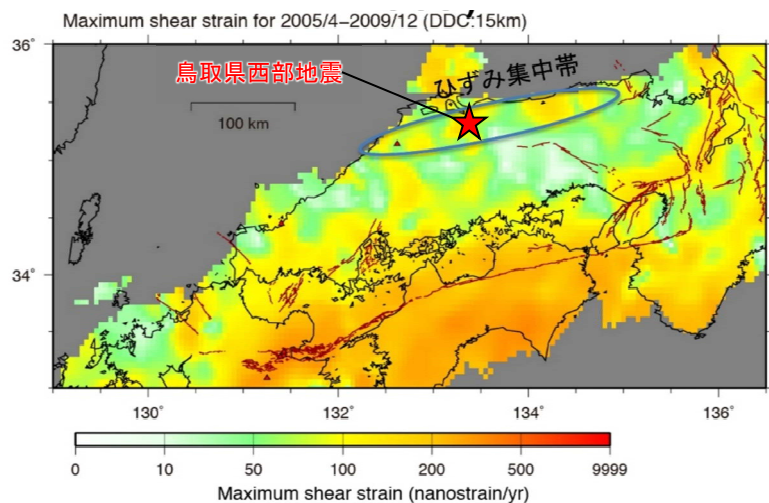 Maximum shear strain for 2005/4−2009/12 (DDC:15km)
36°
鳥取県西部地震
ひずみ集中帯
100 km
34°
130° 132° 134° 136°
0 10 50 100 200 500 9999
Maximum shear strain (nanostrain/yr)